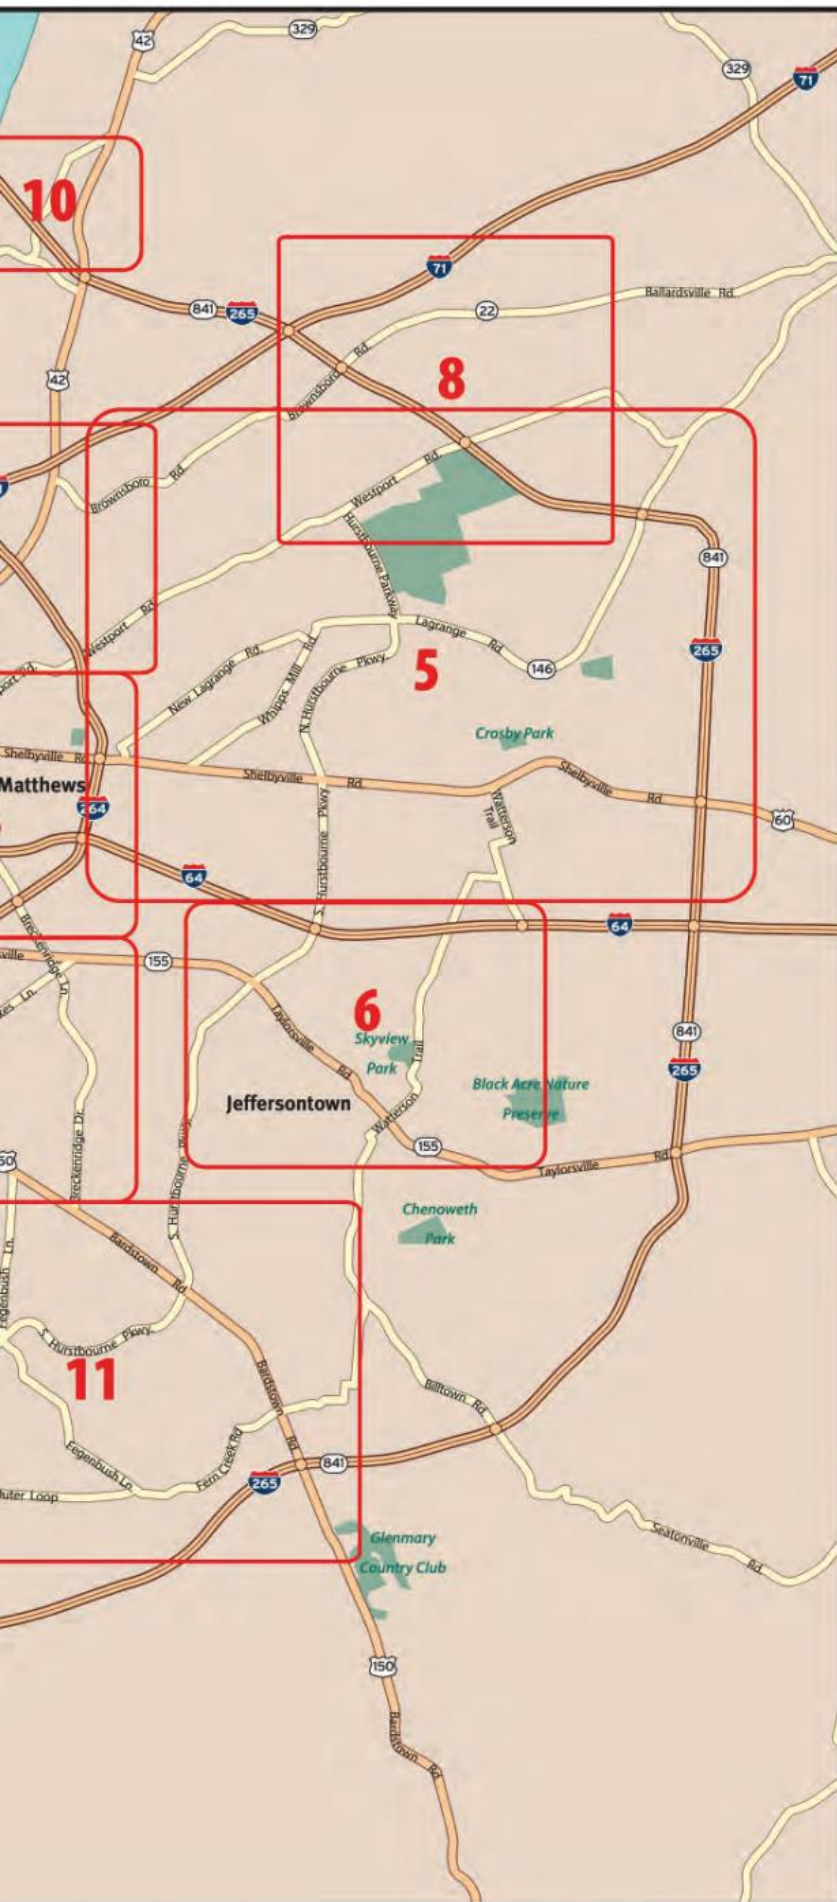 42
329
329
71
10
71
841
265
22
Ballardsville Rd.
42
Brownsboro Rd.
8
Westport Rd.
Brownsboro Rd.
Hurstbourne Parkway
841
Westport Rd.
Lagrange Rd.
265
146
New Lagrange Rd.
Whipps Mill Rd.
N. Hurstbourne Pkwy.
5
Crosby Park
Shelbyville Rd.
Shelbyville Rd.
Shelbyville Rd.
Matthews
264
Watterson Trail
60
64
S. Hurstbourne Pkwy
64
Breckenridge Ln.
155
6
Taylorsville Rd.
Skyview
Park
Trail
841
265
Black Acre Nature
Preserve
Jeffersontown
Watterson
155
Taylorsville Rd.
Breckenridge Dr.
S. Hurstbourne Pkwy.
Chenoweth
Park
Bardstown Rd.
Fegenbush Ln.
S. Hurstbourne Pkwy.
11
Bardstown Rd.
Billtown Rd.
Fegenbush Ln.
Fern Creek Rd
841
265
uter Loop
Seatonville Rd.
Glenmary
Country Club
150
Bardstown Rd.